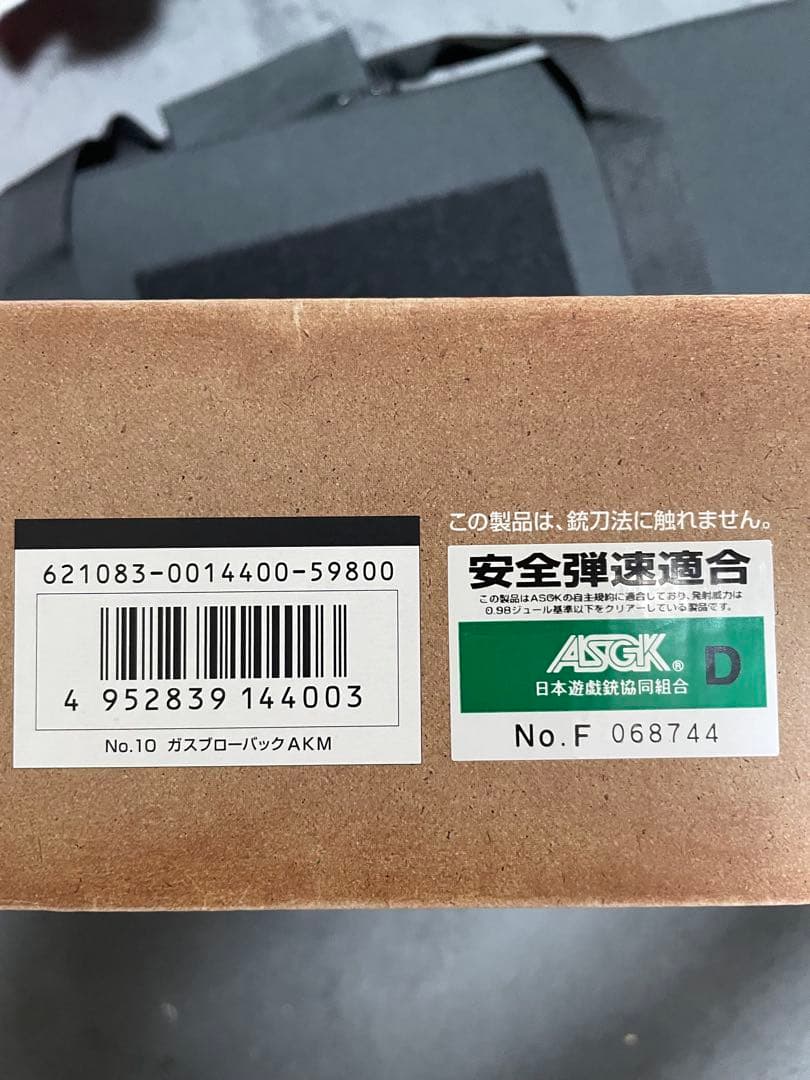 621083-0014400-59800
4 952839 144003
No.10 ガスブローバックAKM
この製品は、銃刀法に触れません。
安全弾速適合
この製品はASGKの自主規約に適合しており、発射威力は
0.98ジュール基準以下をクリアーしている製品です。
ASGK® D
日本遊戯銃協同組合
No.F 068744